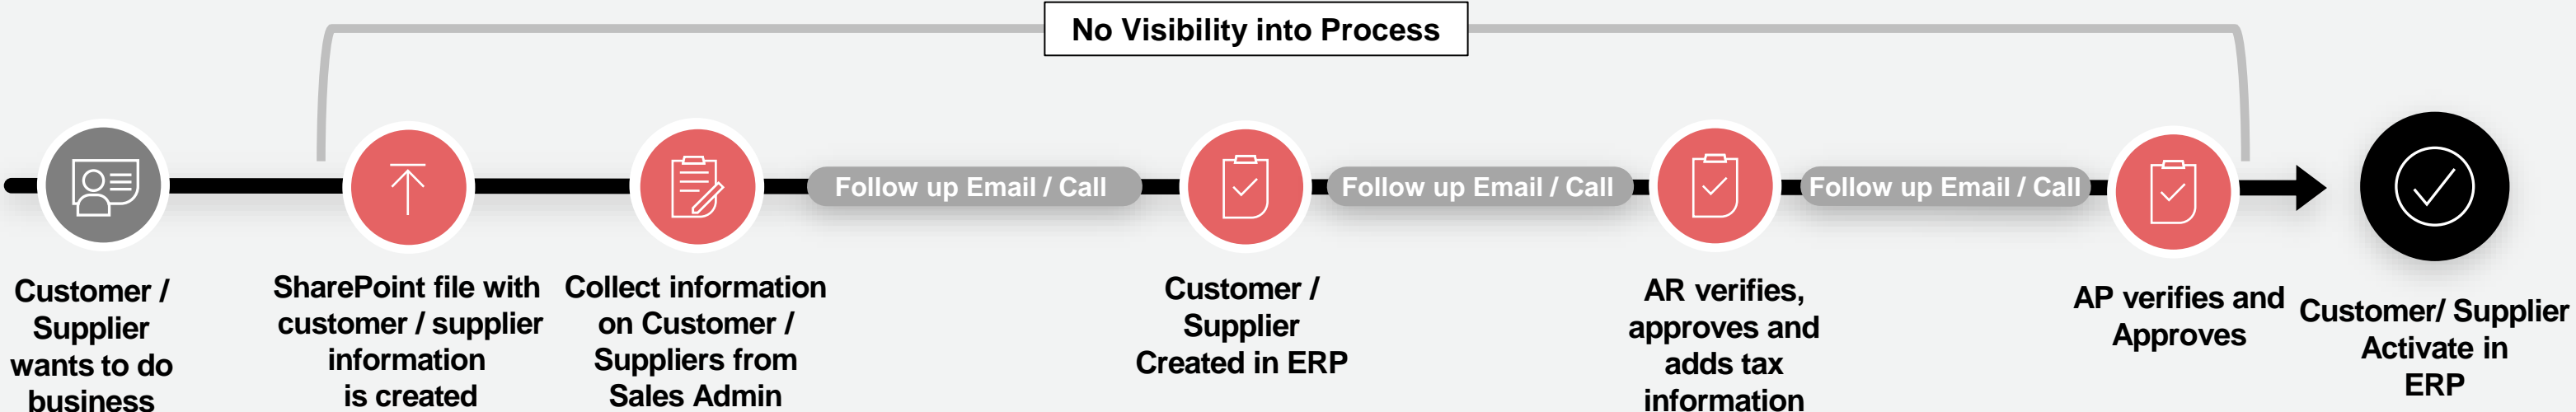 No Visibility into Process
Follow up Email / Call
Follow up Email / Call
Follow up Email / Call
Customer /
Supplier
wants to do
business
SharePoint file with
customer / supplier
information
is created
Collect information
on Customer /
Suppliers from
Sales Admin
Customer /
Supplier
Created in ERP
AR verifies,
approves and
adds tax
information
AP verifies and
Approves
Customer/ Supplier
Activate in
ERP